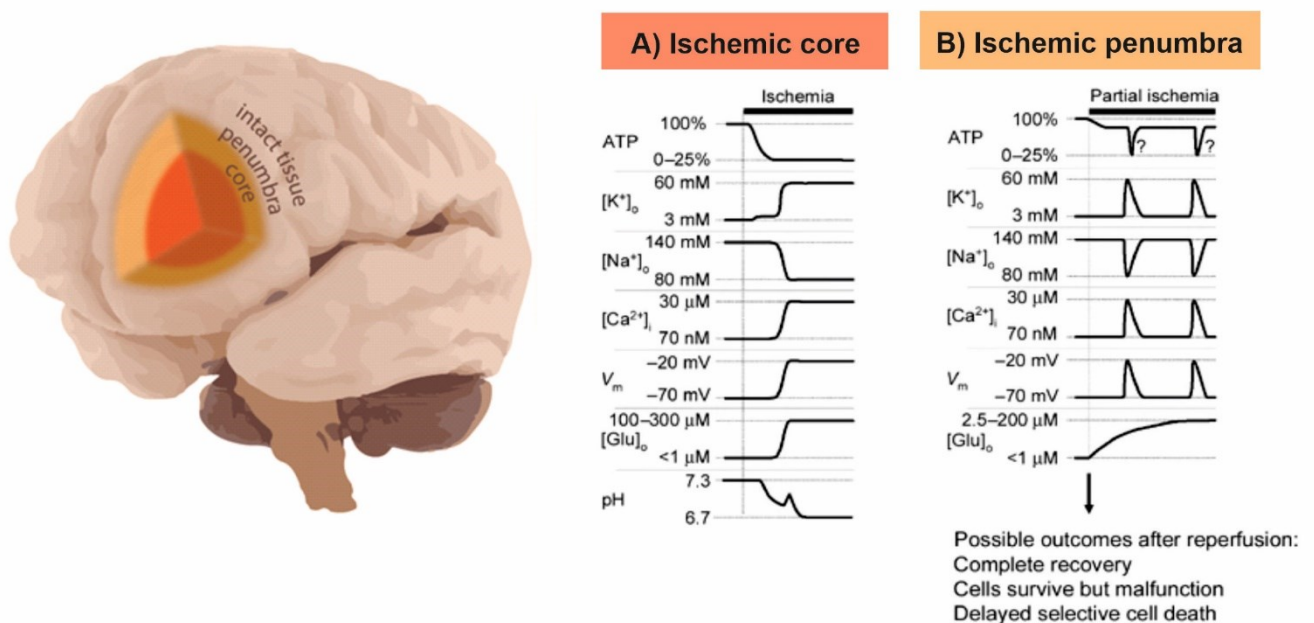 intact tissue
penumbra
core
A) Ischemic core
Ischemia
ATP
100%
0–25%
[K⁺]ₒ
60 mM
3 mM
[Na⁺]ₒ
140 mM
80 mM
[Ca²⁺]ᵢ
30 μM
70 nM
Vₘ
–20 mV
–70 mV
[Glu]ₒ
100–300 μM
<1 μM
pH
7.3
6.7
B) Ischemic penumbra
Partial ischemia
ATP
100%
0–25%
?
?
[K⁺]ₒ
60 mM
3 mM
[Na⁺]ₒ
140 mM
80 mM
[Ca²⁺]ᵢ
30 μM
70 nM
Vₘ
–20 mV
–70 mV
[Glu]ₒ
2.5–200 μM
<1 μM
Possible outcomes after reperfusion:
Complete recovery
Cells survive but malfunction
Delayed selective cell death